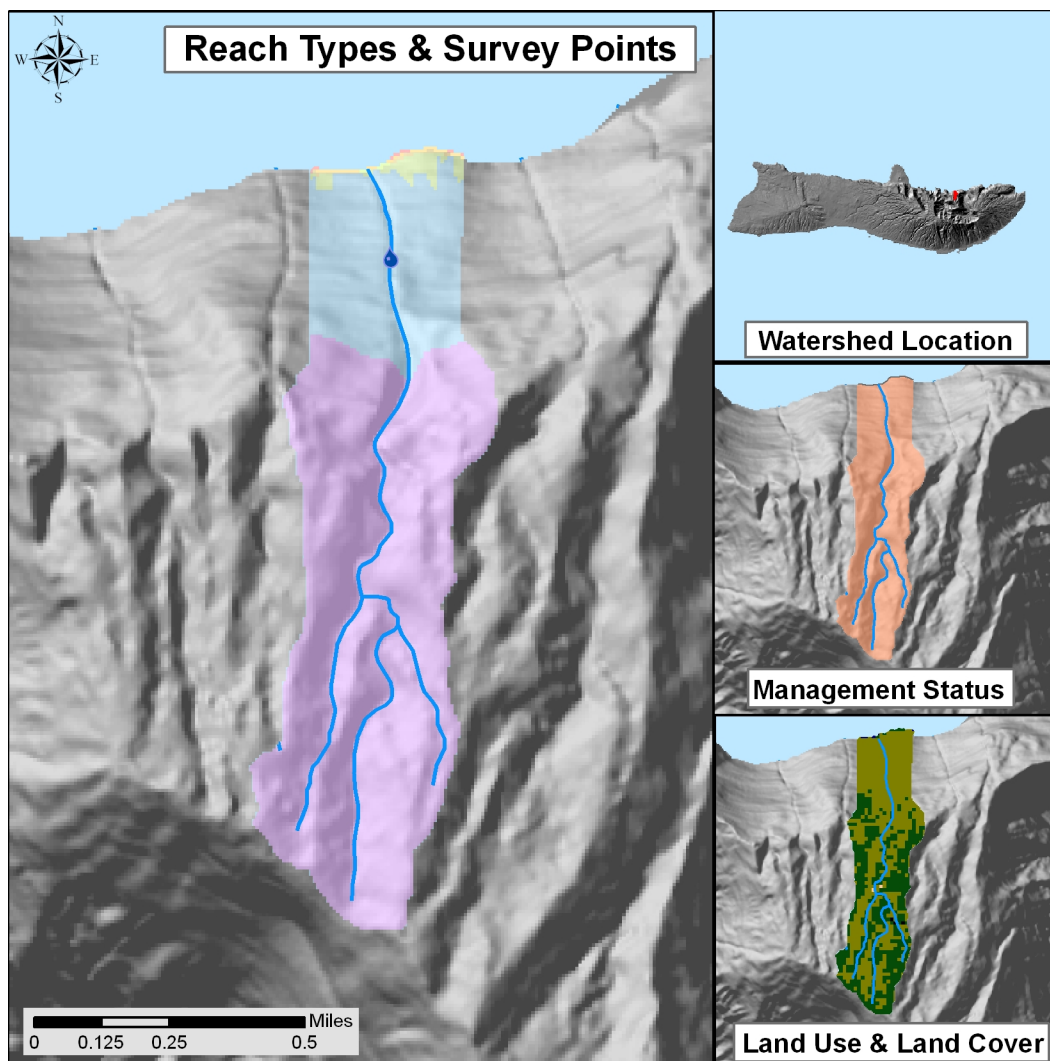 N
W E
S
Reach Types & Survey Points
Watershed Location
Management Status
Land Use & Land Cover
Miles
0 0.125 0.25 0.5